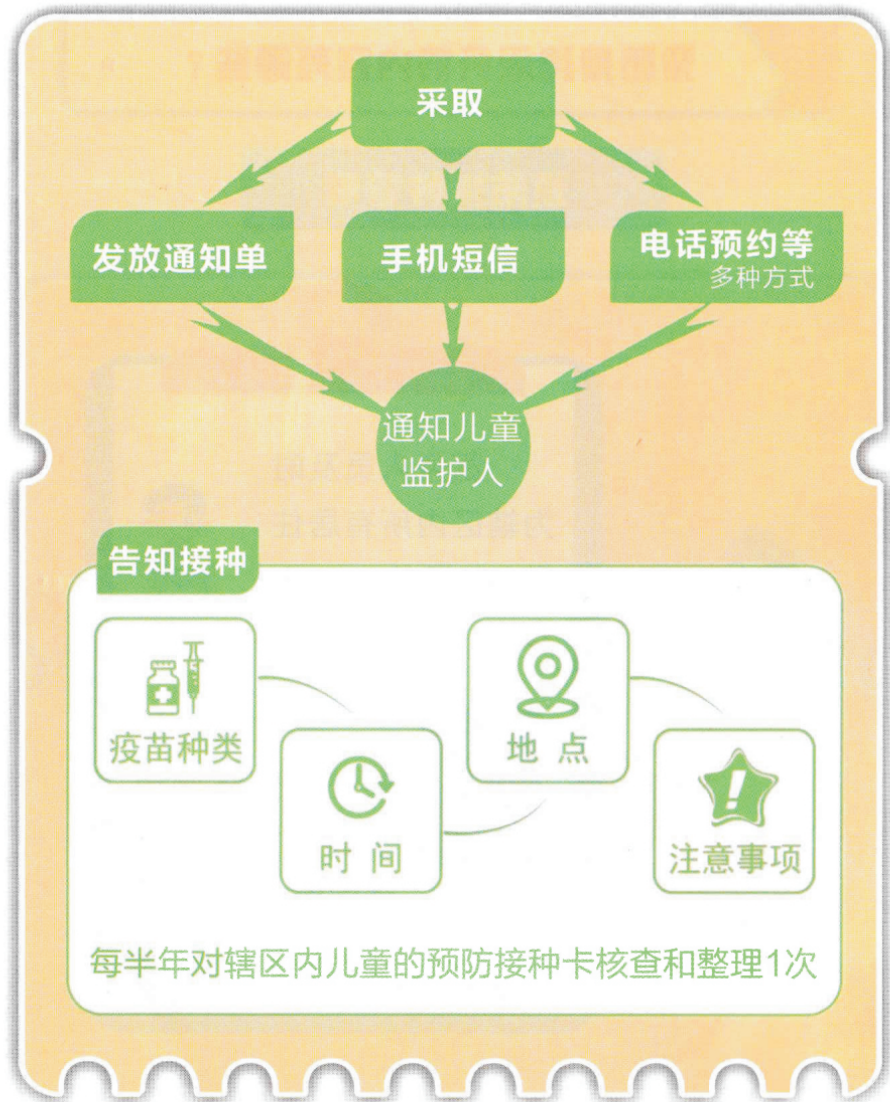 采取
发放通知单
手机短信
电话预约等
多种方式
通知儿童
监护人
告知接种
疫苗种类
时 间
地 点
注意事项
每半年对辖区内儿童的预防接种卡核查和整理1次